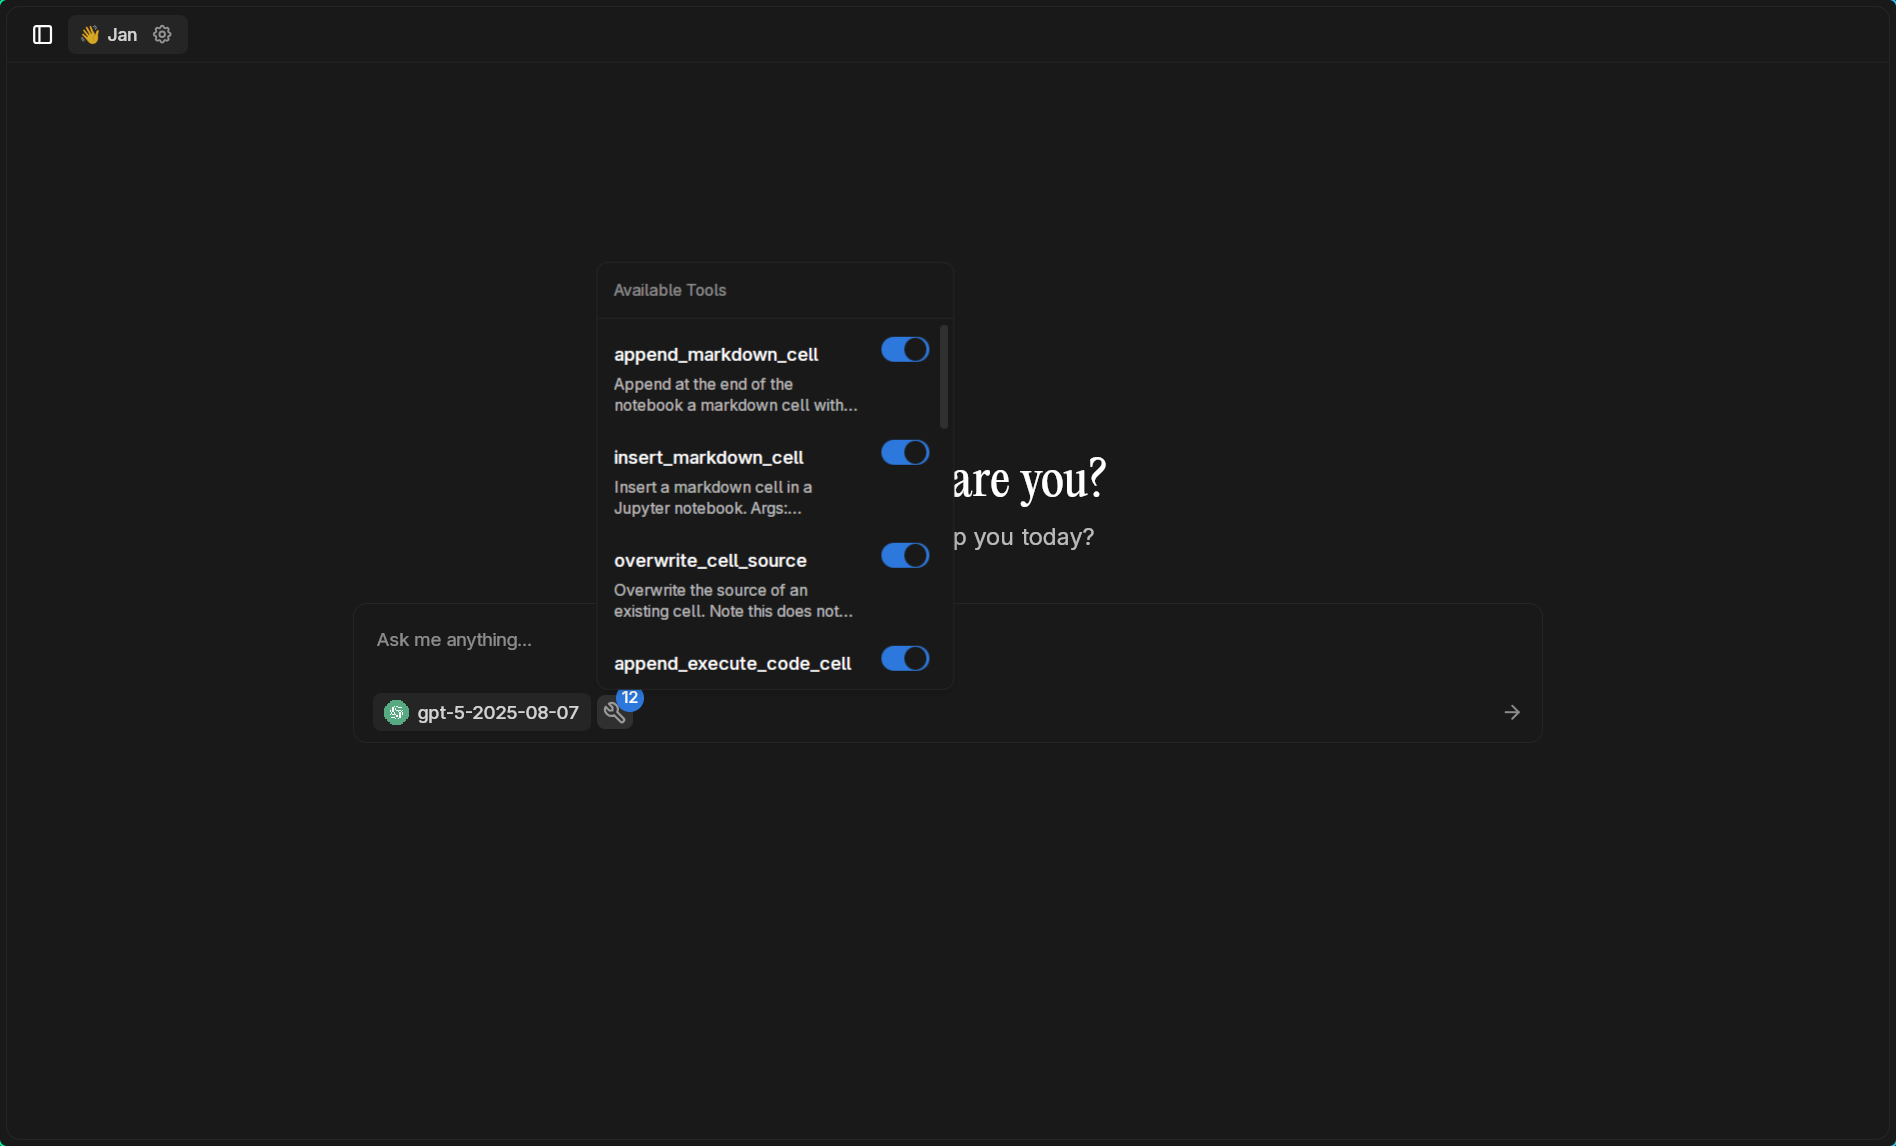 Jan
Available Tools
append_markdown_cell
Append at the end of the
notebook a markdown cell with...
insert_markdown_cell
Insert a markdown cell in a
Jupyter notebook. Args:...
overwrite_cell_source
Overwrite the source of an
existing cell. Note this does not...
append_execute_code_cell
are you?
p you today?
Ask me anything...
gpt-5-2025-08-07
12